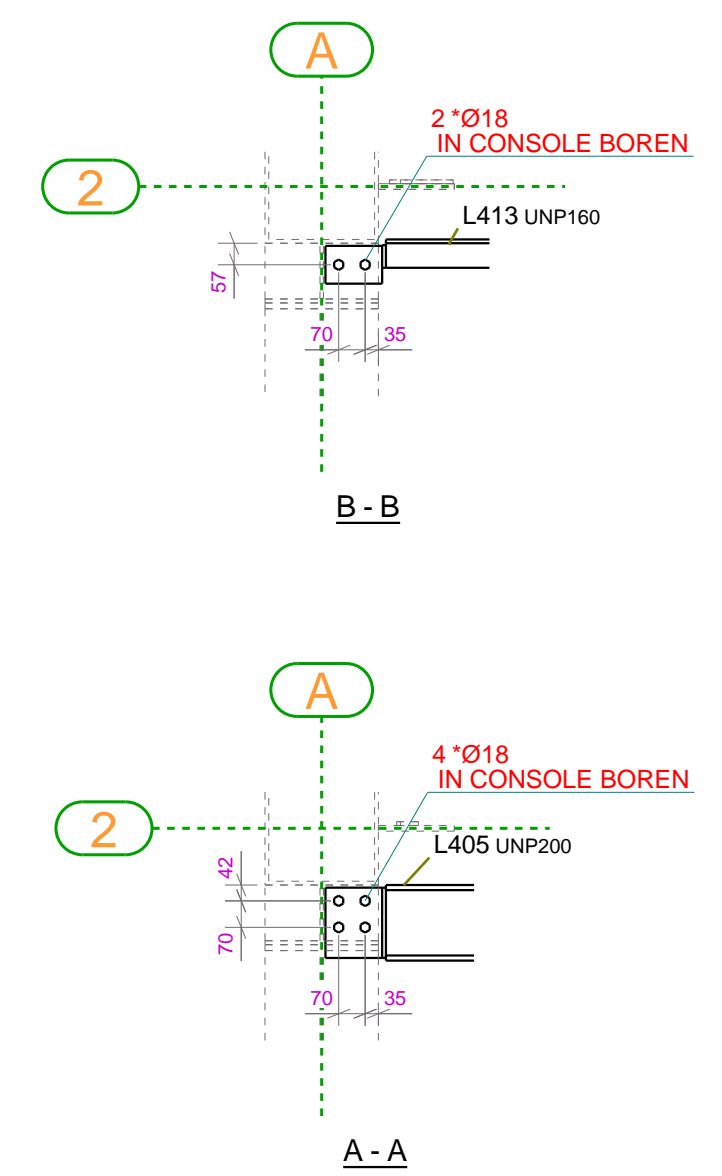 A
2 *Ø18
IN CONSOLE BOREN
2
L413 UNP160
57
70
35
B - B
A
4 *Ø18
IN CONSOLE BOREN
2
L405 UNP200
42
70
70
35
A - A